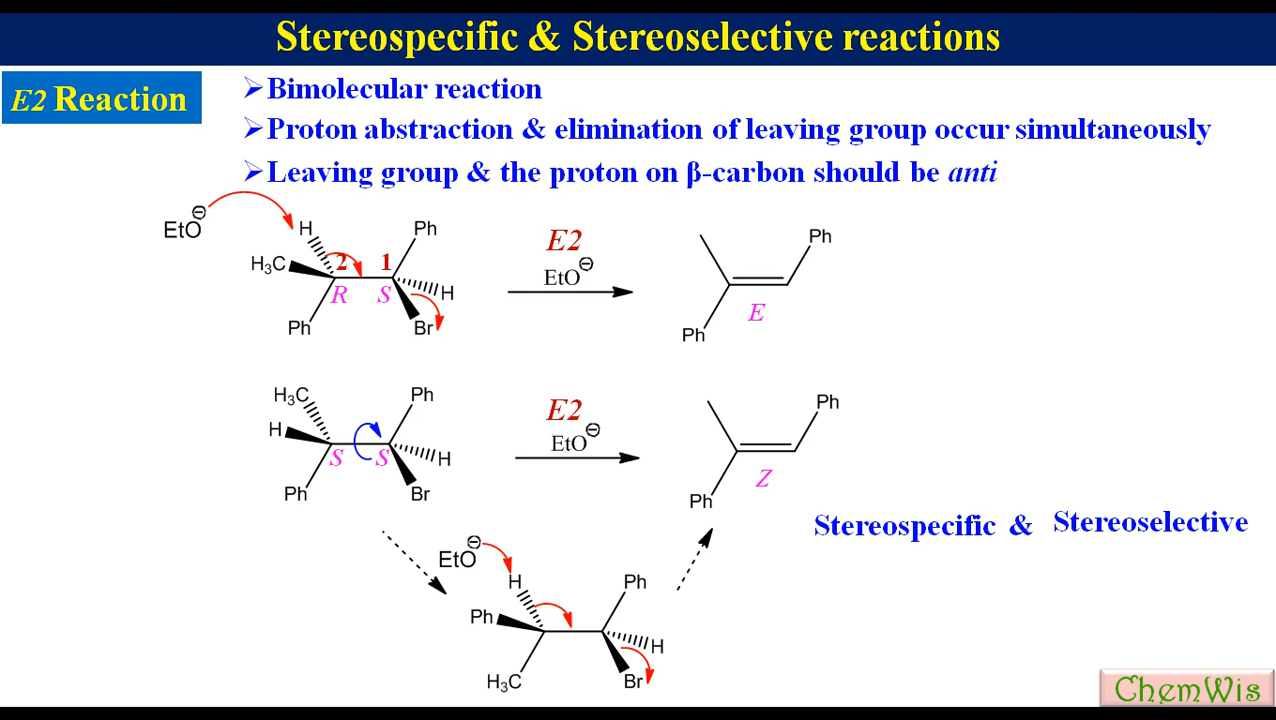 Stereospecific & Stereoselective reactions
E2 Reaction
➢Bimolecular reaction
➢Proton abstraction & elimination of leaving group occur simultaneously
➢Leaving group & the proton on β-carbon should be anti
EtO⊖
H
Ph
H₃C
2
1
R
S
H
Ph
Br
E2
EtO⊖
Ph
E
Ph
H₃C
Ph
H
S
S
H
Ph
Br
E2
EtO⊖
Ph
Z
Ph
Stereospecific & Stereoselective
EtO⊖
H
Ph
Ph
H
H₃C
Br
ChemWis